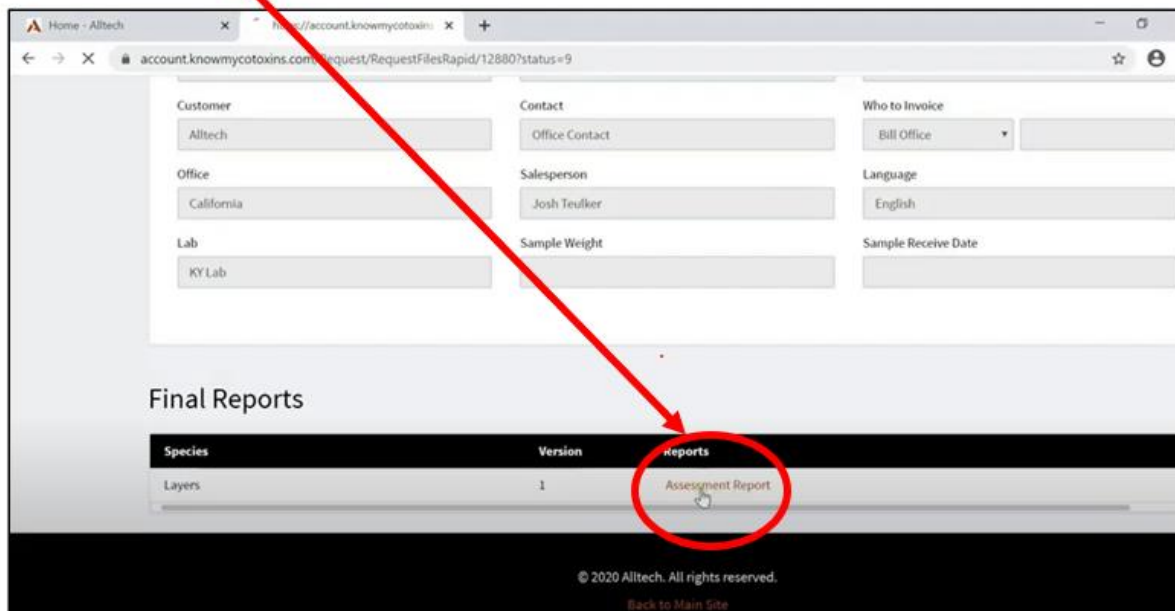 Home - Alltech
https://account.knowmycotoxins
account.knowmycotoxins.com/Request/RequestFilesRapid/12880?status=9
Customer Contact Who to Invoice
Alltech Office Contact Bill Office
Office Salesperson Language
California Josh Teulker English
Lab Sample Weight Sample Receive Date
KY Lab
Final Reports
Species Version Reports
Layers 1 Assessment Report
© 2020 Alltech. All rights reserved.
Back to Main Site